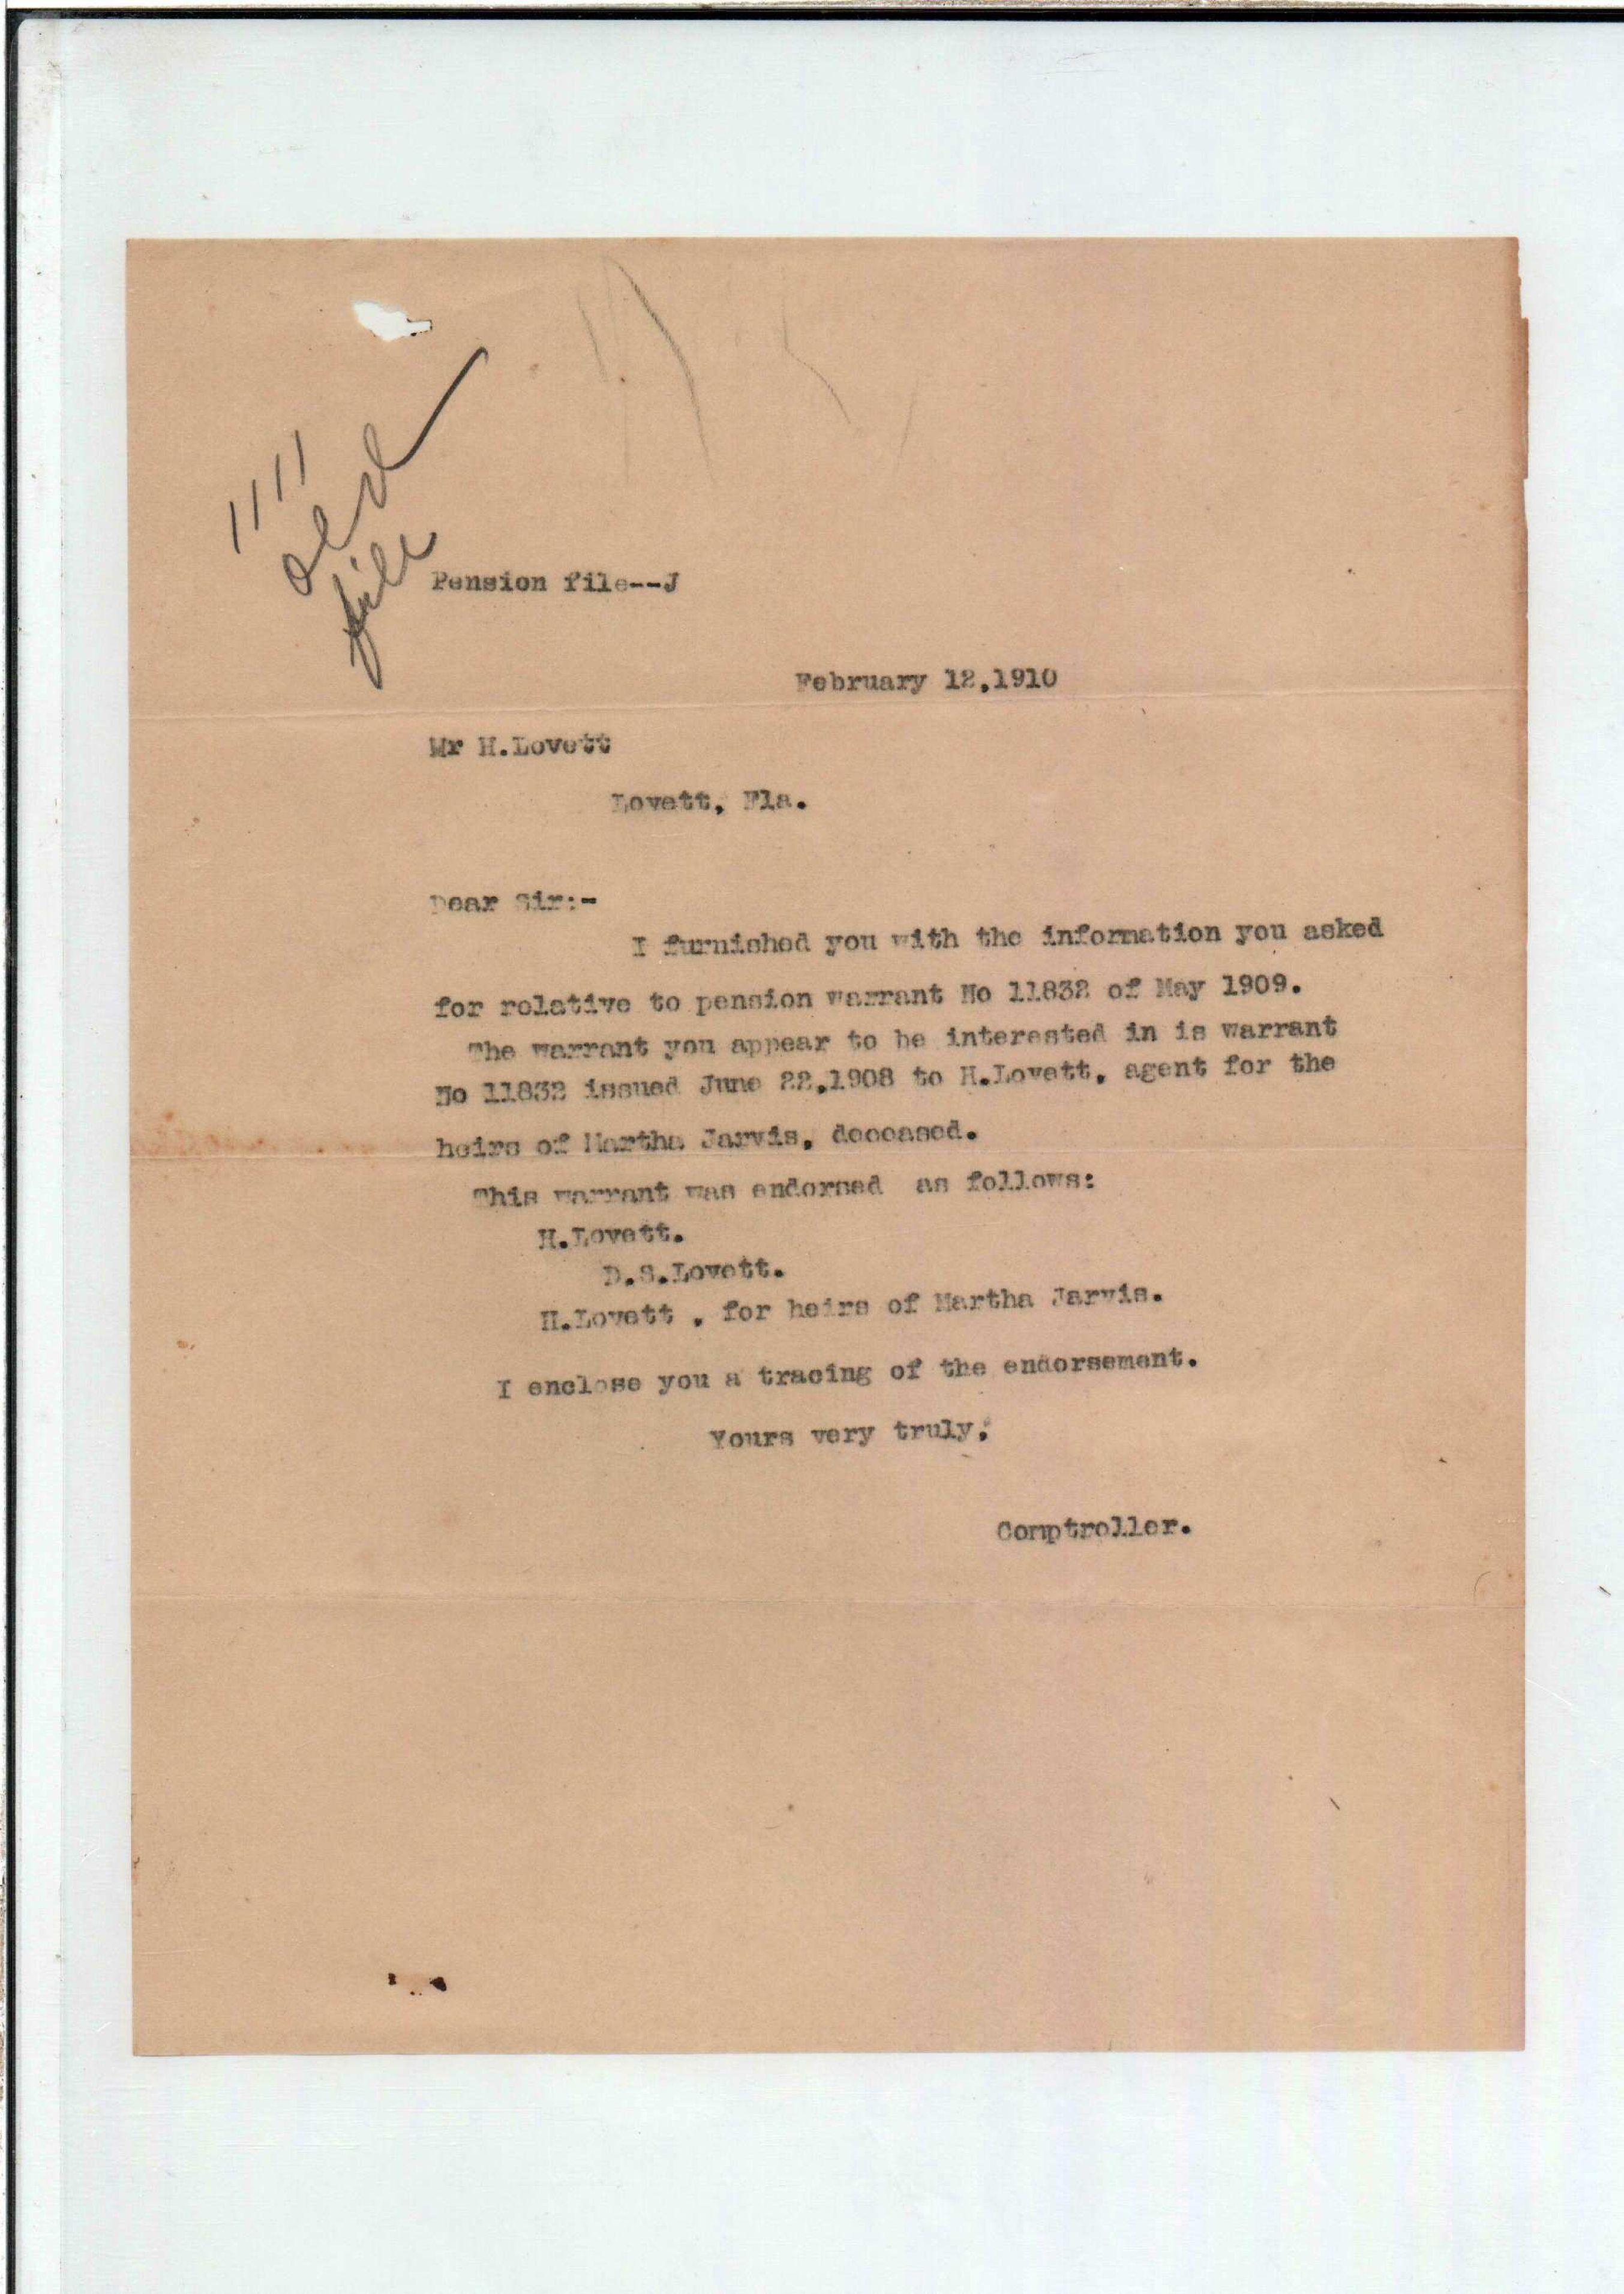 1111
old
file
Pension file--J
February 12,1910
Mr H.Lovett
Lovett, Fla.
Dear Sir:-
I furnished you with the information you asked
for relative to pension warrant No 11832 of May 1909.
The warrant you appear to be interested in is warrant
No 11832 issued June 22,1908 to H.Lovett, agent for the
heirs of Martha Jarvis, deceased.
This warrant was endorsed as follows:
H.Lovett.
D.S.Lovett.
H.Lovett , for heirs of Martha Jarvis.
I enclose you a tracing of the endorsement.
Yours very truly,
Comptroller.